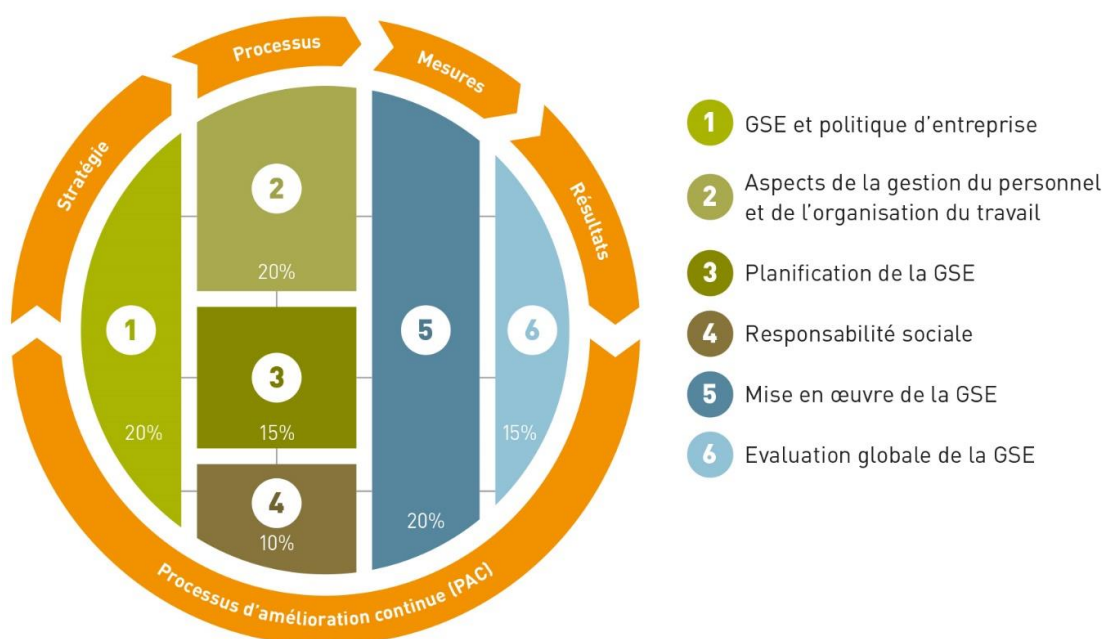 Stratégie
Processus
Mesures
Résultats
Processus d'amélioration continue (PAC)
1
20%
2
20%
3
15%
4
10%
5
20%
6
15%
1 GSE et politique d'entreprise
2 Aspects de la gestion du personnel
et de l'organisation du travail
3 Planification de la GSE
4 Responsabilité sociale
5 Mise en œuvre de la GSE
6 Evaluation globale de la GSE